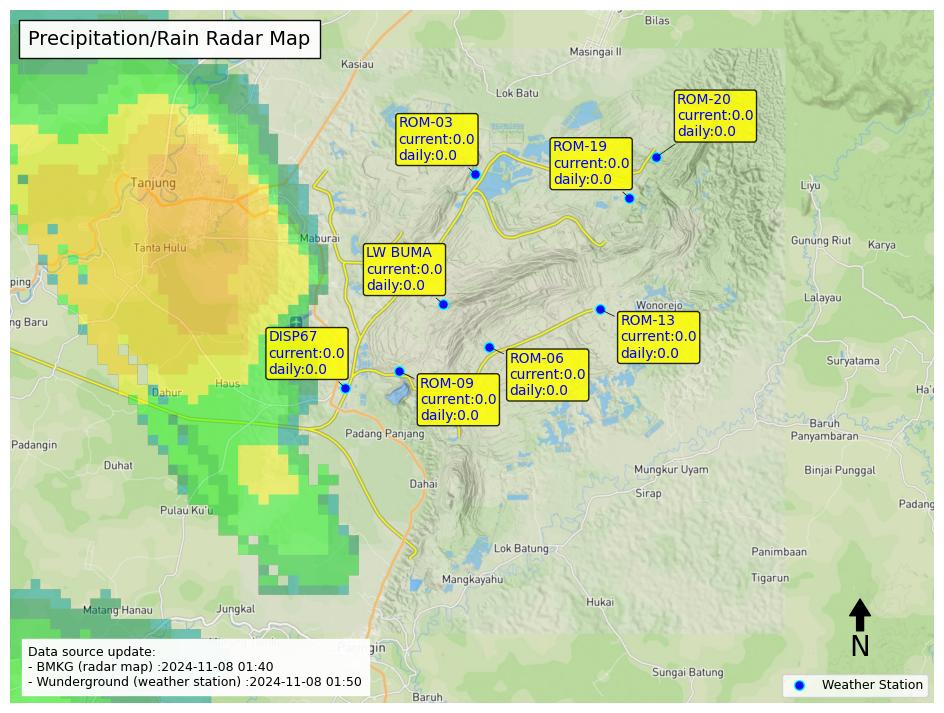 Precipitation/Rain Radar Map
Bilas
Masingai II
Kasiau
Lok Batu
ROM-20
current:0.0
daily:0.0
ROM-03
current:0.0
daily:0.0
ROM-19
current:0.0
daily:0.0
Tanjung
Liyu
Maburai
Tanta Hulu
Gunung Riut
Karya
LW BUMA
current:0.0
daily:0.0
ping
Lalayau
Wonorejo
ng Baru
ROM-13
current:0.0
daily:0.0
DISP67
current:0.0
daily:0.0
ROM-06
current:0.0
daily:0.0
Suryatama
Haus
Dahur
ROM-09
current:0.0
daily:0.0
Ha'o
Baruh
Panyambaran
Padang Panjang
Padangin
Duhat
Mungkur Uyam
Binjai Punggal
Dahai
Sirap
Padang
Pulau Ku'u
Lok Batung
Panimbaan
Mangkayahu
Tigarun
Hukai
Matang Hanau
Jungkal
N
Paringin
Data source update:
- BMKG (radar map) :2024-11-08 01:40
- Wunderground (weather station) :2024-11-08 01:50
Sungai Batung
Weather Station
Baruh